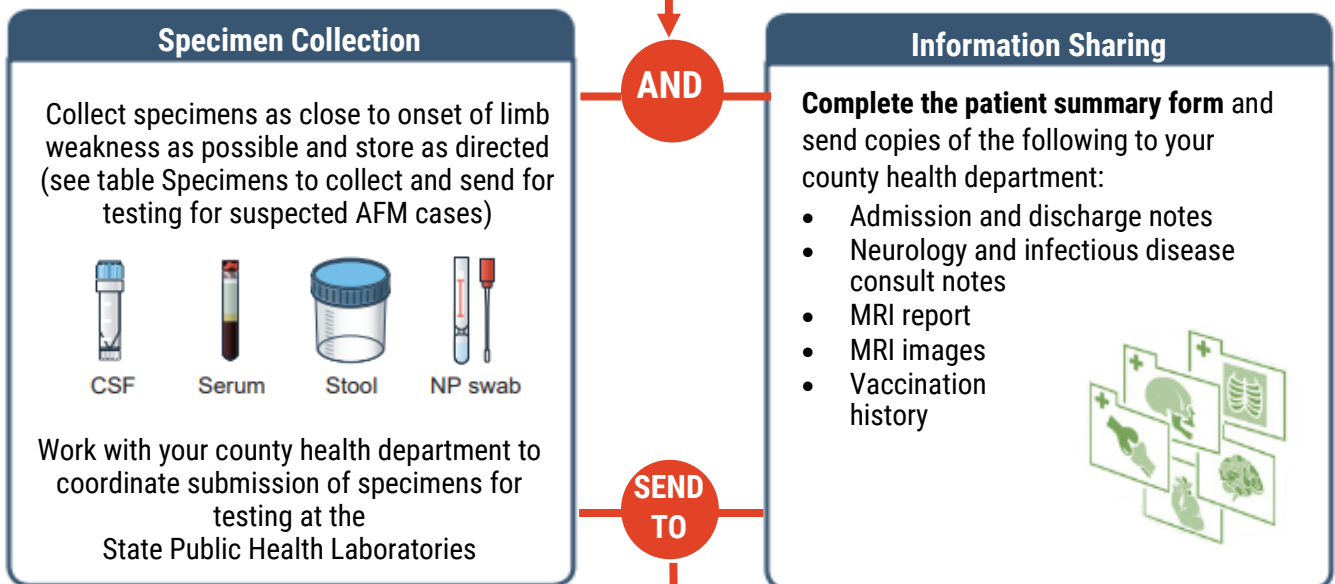 Specimen Collection
Collect specimens as close to onset of limb
weakness as possible and store as directed
(see table Specimens to collect and send for
testing for suspected AFM cases)
CSF
Serum
Stool
NP swab
Work with your county health department to
coordinate submission of specimens for
testing at the
State Public Health Laboratories
AND
SEND
TO
Information Sharing
Complete the patient summary form and
send copies of the following to your
county health department:
• Admission and discharge notes
• Neurology and infectious disease
consult notes
• MRI report
• MRI images
• Vaccination
history